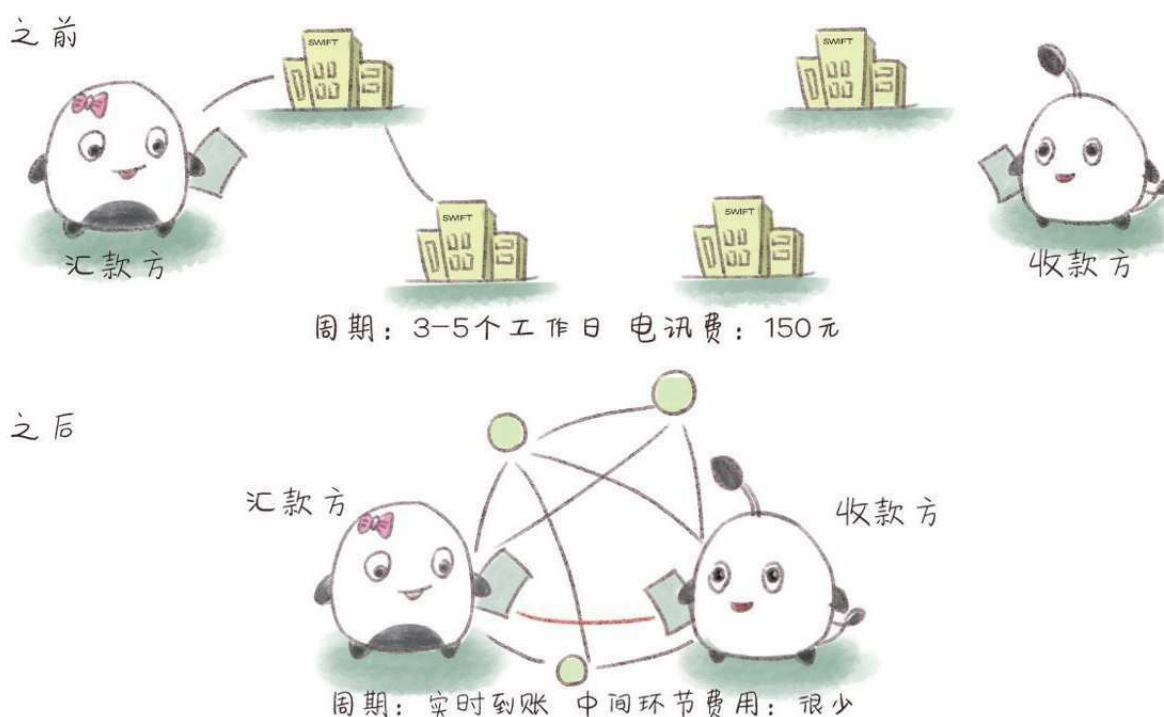 之前
SWIFT
SWIFT
SWIFT
SWIFT
汇款方
收款方
周期：3-5个工作日 电讯费：150元
之后
汇款方
收款方
周期：实时到账 中间环节费用：很少